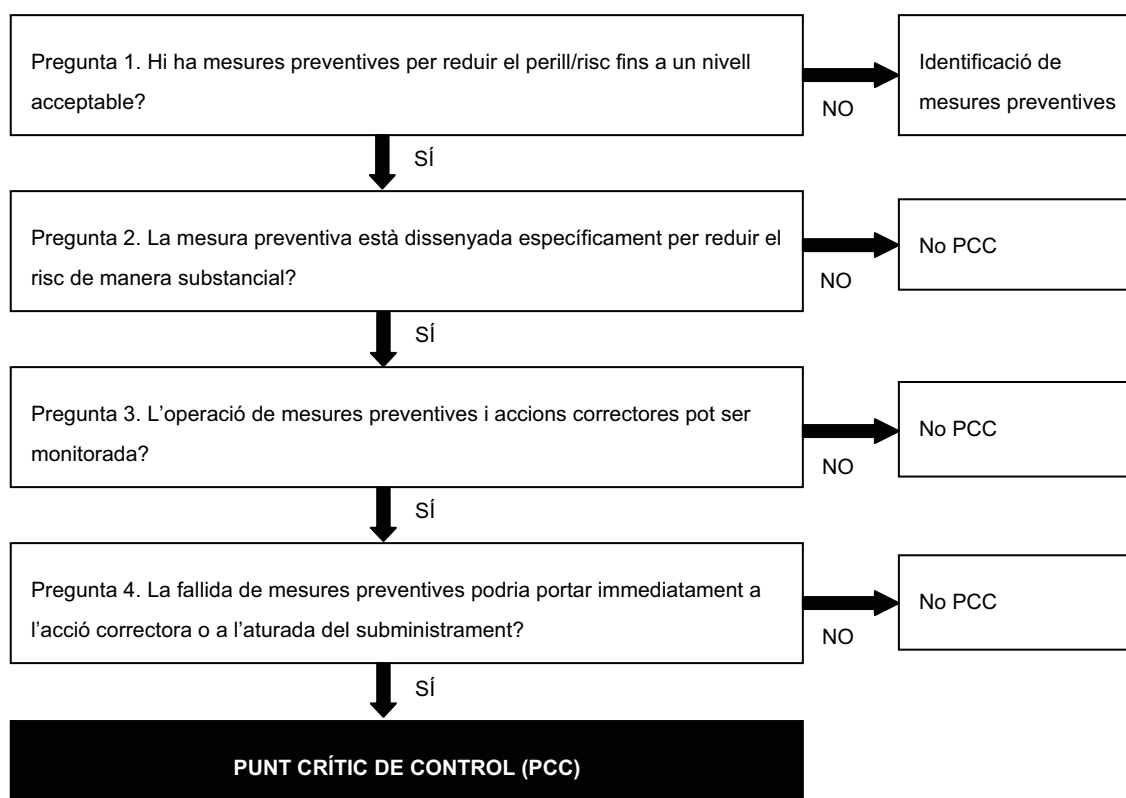 Pregunta 1. Hi ha mesures preventives per reduir el perill/risc fins a un nivell
acceptable?
NO
Identificació de
mesures preventives
SÍ
Pregunta 2. La mesura preventiva està dissenyada específicament per reduir el
risc de manera substancial?
NO
No PCC
SÍ
Pregunta 3. L’operació de mesures preventives i accions correctores pot ser
monitorada?
NO
No PCC
SÍ
Pregunta 4. La fallida de mesures preventives podria portar immediatament a
l’acció correctora o a l’aturada del subministrament?
NO
No PCC
SÍ
PUNT CRÍTIC DE CONTROL (PCC)